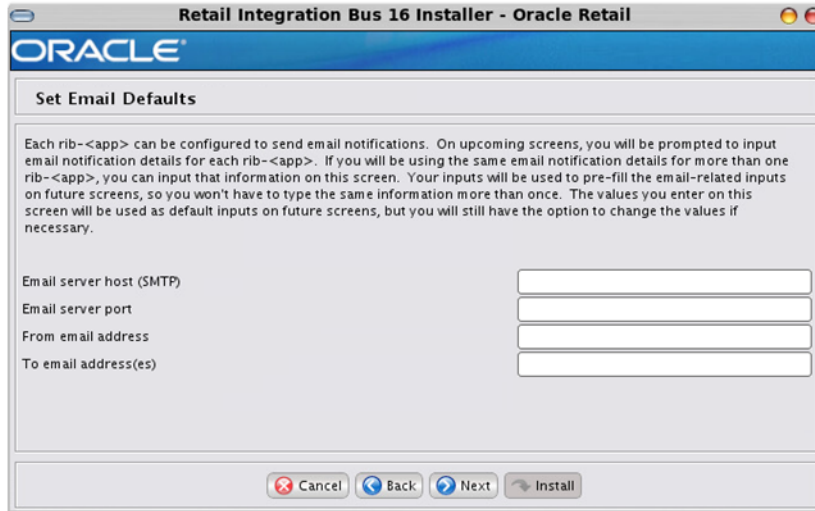 Retail Integration Bus 16 Installer - Oracle Retail
ORACLE®
Set Email Defaults
Each rib-<app> can be configured to send email notifications. On upcoming screens, you will be prompted to input
email notification details for each rib-<app>. If you will be using the same email notification details for more than one
rib-<app>, you can input that information on this screen. Your inputs will be used to pre-fill the email-related inputs
on future screens, so you won't have to type the same information more than once. The values you enter on this
screen will be used as default inputs on future screens, but you will still have the option to change the values if
necessary.
Email server host (SMTP)
Email server port
From email address
To email address(es)
Cancel Back Next Install